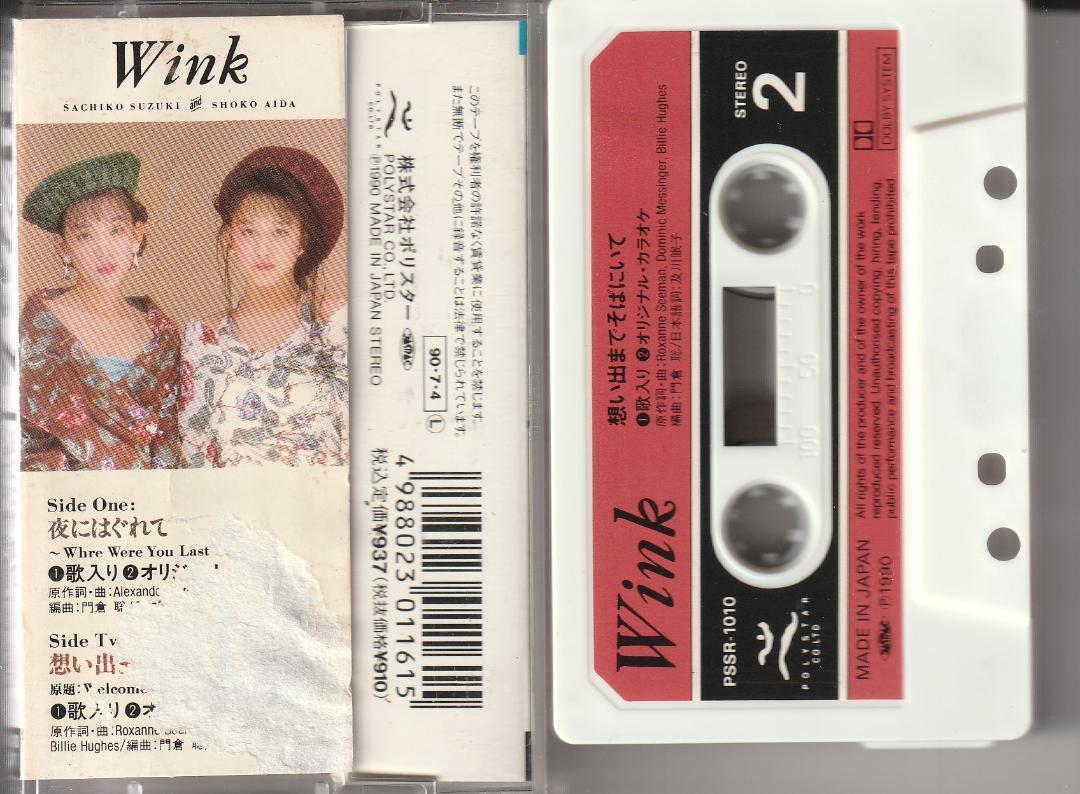 Wink
SACHIKO SUZUKI and SHOKO AIDA
Side One:
夜にはぐれて
～Whre Were You Last
❶歌入り❷オリジ
原作詞・曲:Alexand
編曲:門倉 聡
Side Tw
想い出ま
原題:Welcome
❶歌入り❷オ
原作詞・曲:Roxanne
Billie Hughes/編曲:門倉 聡
このテープを権利者の許諾なく賃貸業に使用することを禁じます。
また無断でテープその他に録音することは法律で禁じられています。
90・7・4 Ⓛ
株式会社ポリスター
POLYSTAR CO., LTD.
Ⓟ1990 MADE IN JAPAN STEREO
POLYSTAR
CO.LTD.
4 988023 011615
税込定価¥937(税抜価格¥910)
Wink
想い出までそばにいて
❶歌入り ❷オリジナル・カラオケ
原作詞・曲:Roxanne Seeman, Dominic Messinger, Billie Hughes
編曲:門倉 聡/日本語詞:及川眠子
PSSR-1010
POLYSTAR
CO.LTD.
STEREO
2
100 50 0
MADE IN JAPAN
Ⓟ1990
All rights of the producer and of the owner of the work
reproduced reserved. Unauthorised copying, hiring, lending,
public performance and broadcasting of this tape prohibited.
DOLBY SYSTEM